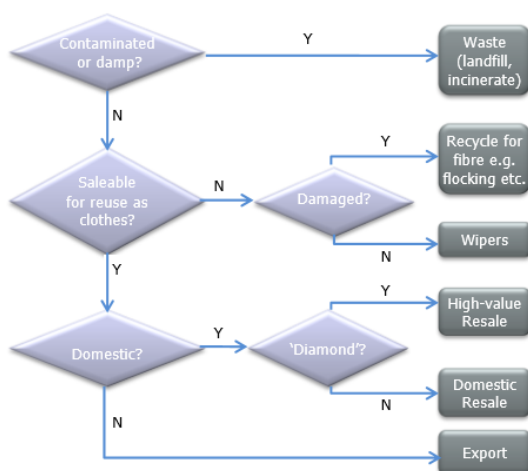 Contaminated
or damp?
Y
Waste
(landfill,
incinerate)
N
Saleable
for reuse as
clothes?
N
Damaged?
Y
Recycle for
fibre e.g.
flocking etc.
N
Wipers
Y
Domestic?
Y
‘Diamond’?
Y
High-value
Resale
N
Domestic
Resale
N
Export